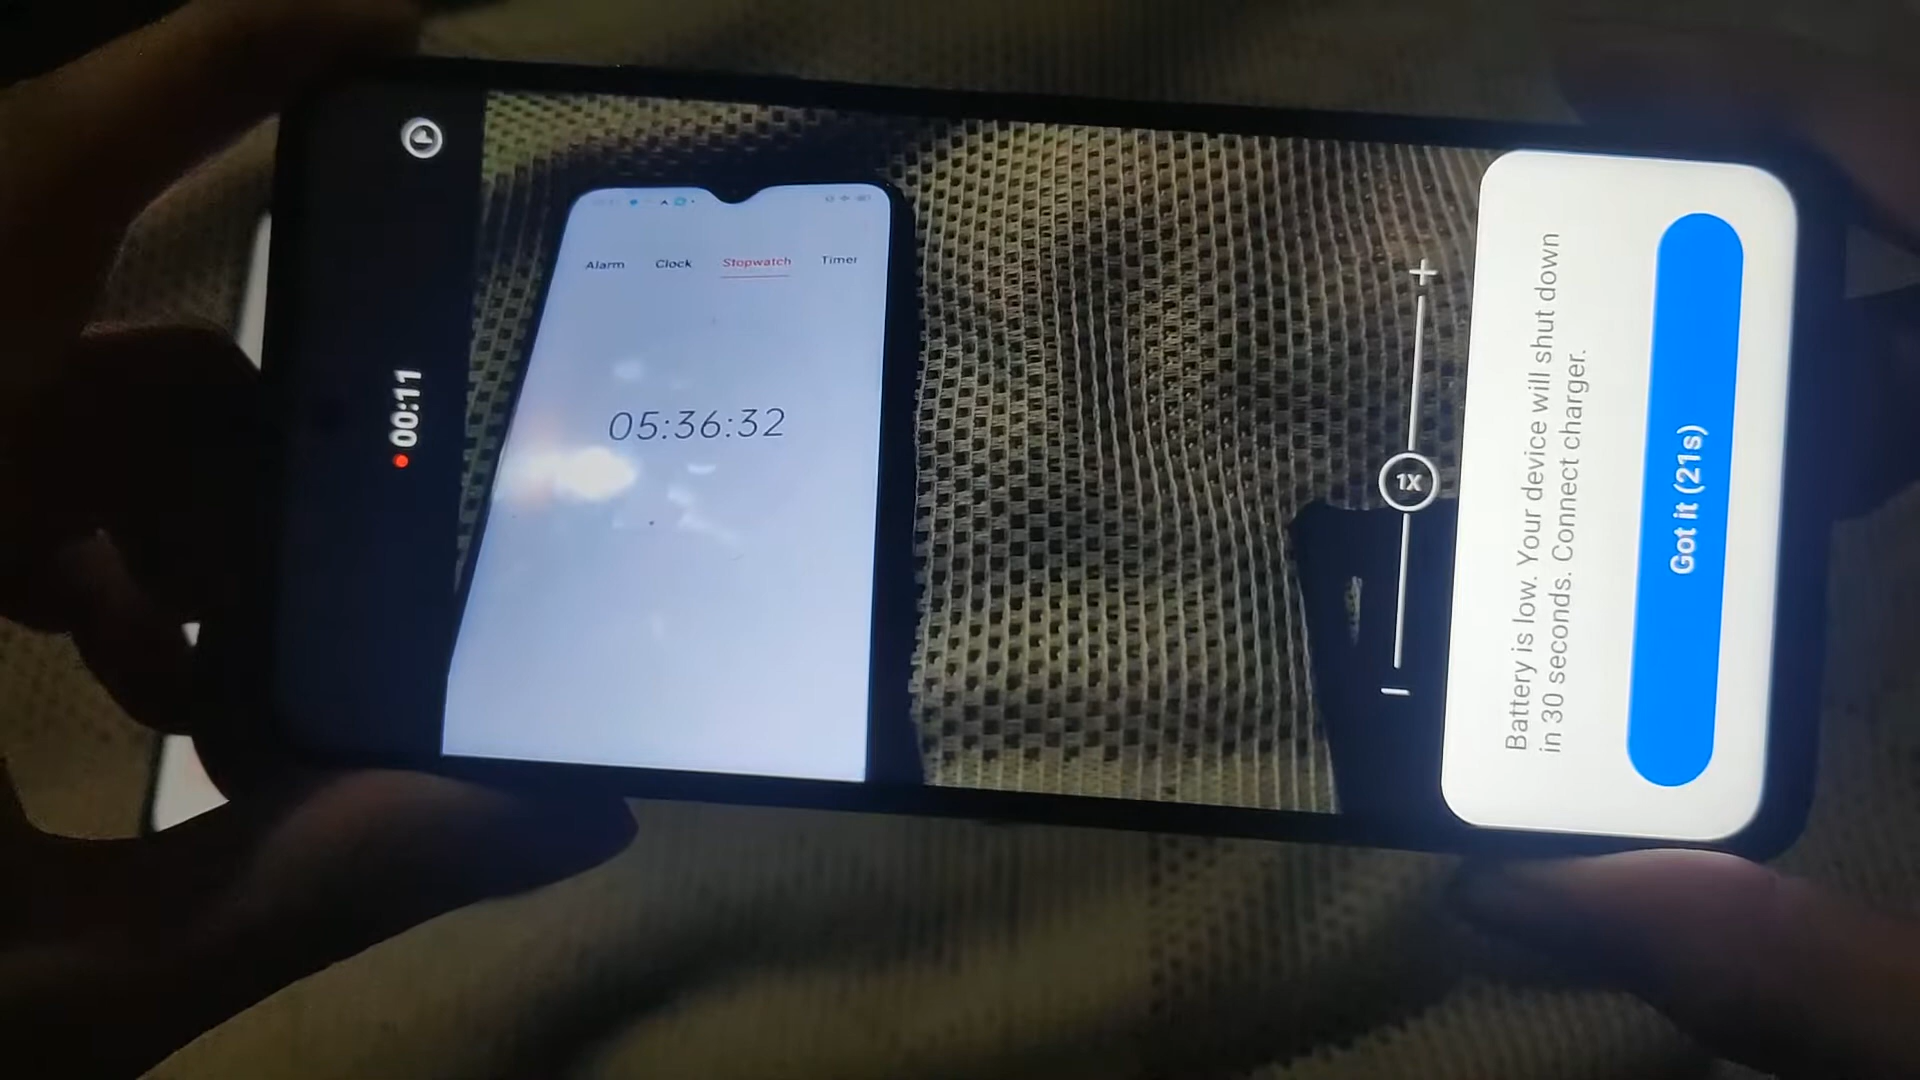 00:11
Alarm Clock Stopwatch Timer
05:36:32
1X
Battery is low. Your device will shut down
in 30 seconds. Connect charger.
Got it (21s)